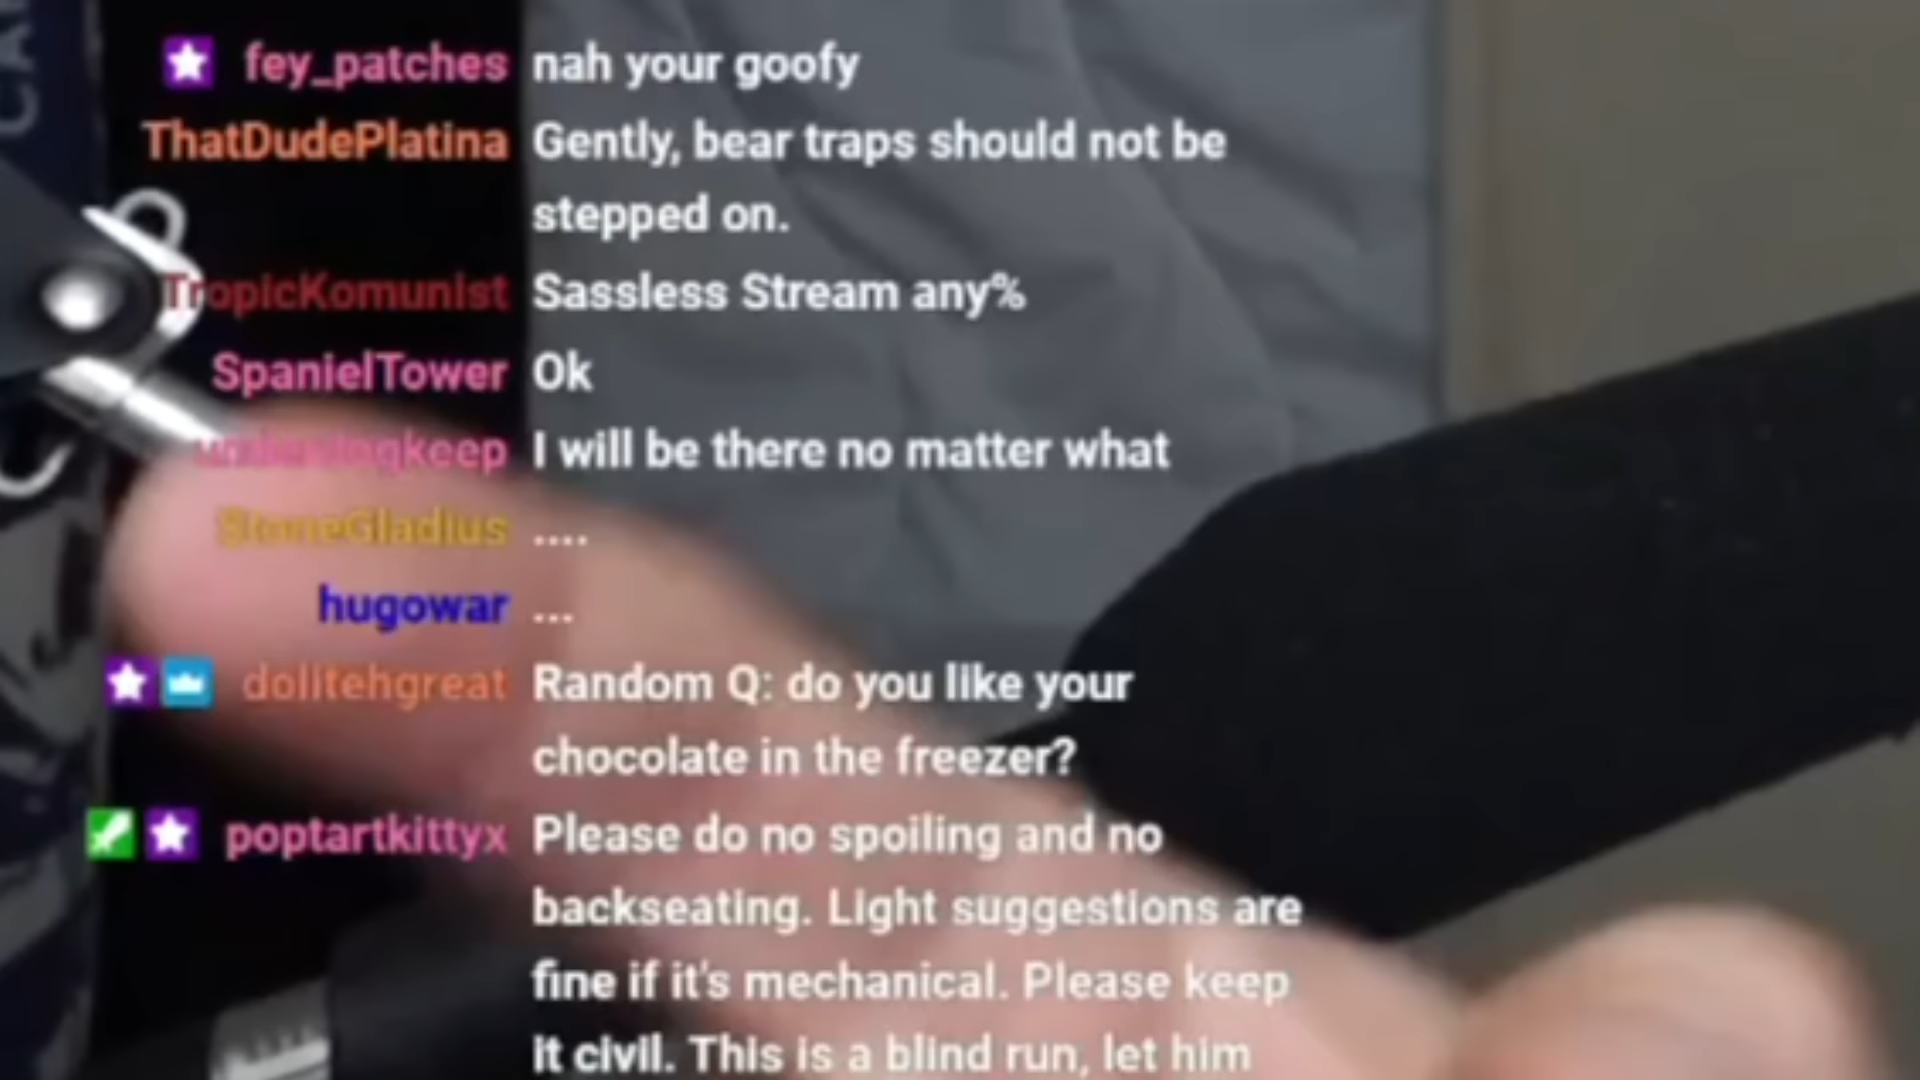 fey_patches nah your goofy
ThatDudePlatina Gently, bear traps should not be
stepped on.
TropicKomunist Sassless Stream any%
SpanielTower Ok
I will be there no matter what
StoneGladius ....
hugowar ...
dolitehgreat Random Q: do you like your
chocolate in the freezer?
poptartkittyx Please do no spoiling and no
backseating. Light suggestions are
fine if it's mechanical. Please keep
it civil. This is a blind run, let him